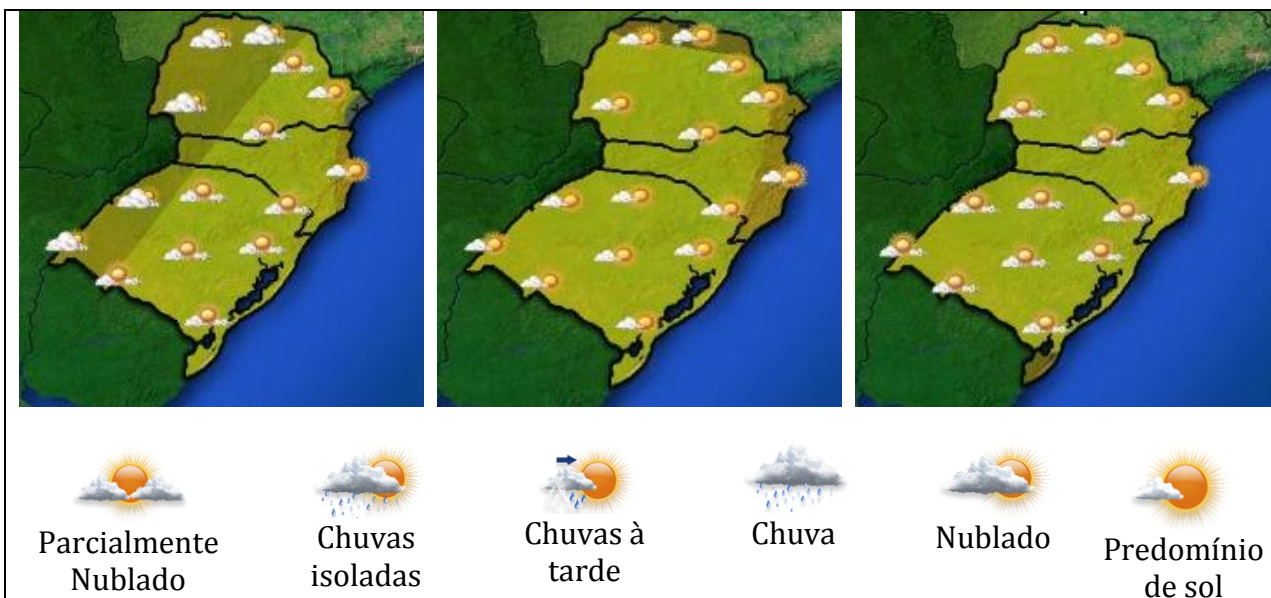 Parcialmente
Nublado
Chuvas
isoladas
Chuvas à
tarde
Chuva
Nublado
Predomínio
de sol